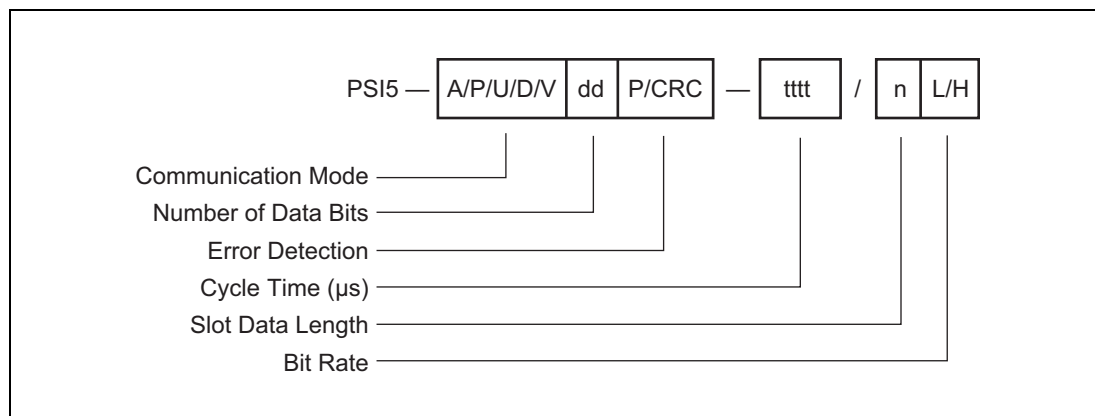 PSI5 — A/P/U/D/V dd P/CRC — tttt / n L/H
Communication Mode
Number of Data Bits
Error Detection
Cycle Time (µs)
Slot Data Length
Bit Rate